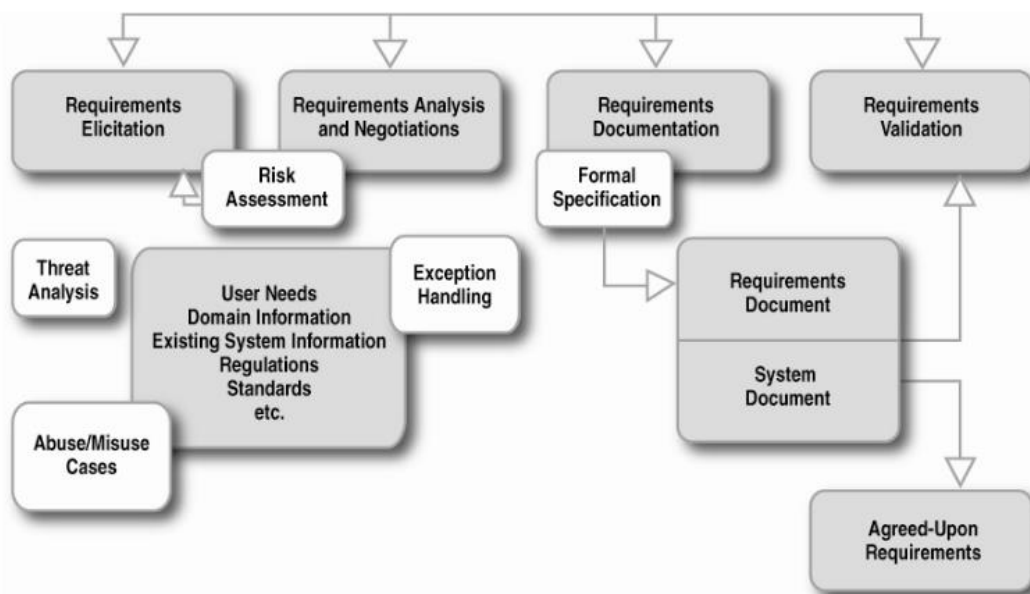 Requirements
Elicitation
Requirements Analysis
and Negotiations
Requirements
Documentation
Requirements
Validation
Risk
Assessment
Formal
Specification
Threat
Analysis
User Needs
Domain Information
Existing System Information
Regulations
Standards
etc.
Exception
Handling
Requirements
Document
System
Document
Abuse/Misuse
Cases
Agreed-Upon
Requirements